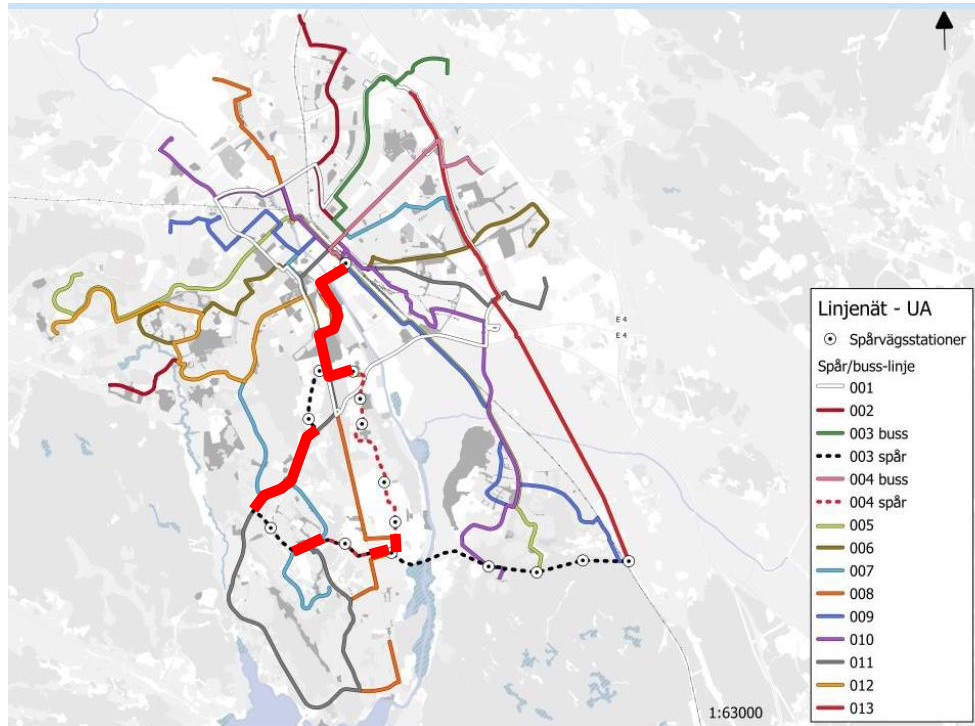 E 4
E 4
Linjenät - UA
Spårvägsstationer
Spår/buss-linje
001
002
003 buss
003 spår
004 buss
004 spår
005
006
007
008
009
010
011
012
013
1:63000